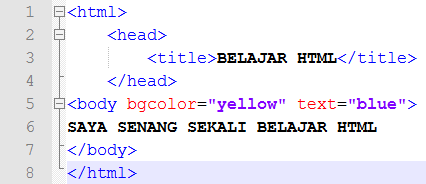 1 <html>
2 <head>
3 <title>BELAJAR HTML</title>
4 </head>
5 <body bgcolor="yellow" text="blue">
6 SAYA SENANG SEKALI BELAJAR HTML
7 </body>
8 </html>